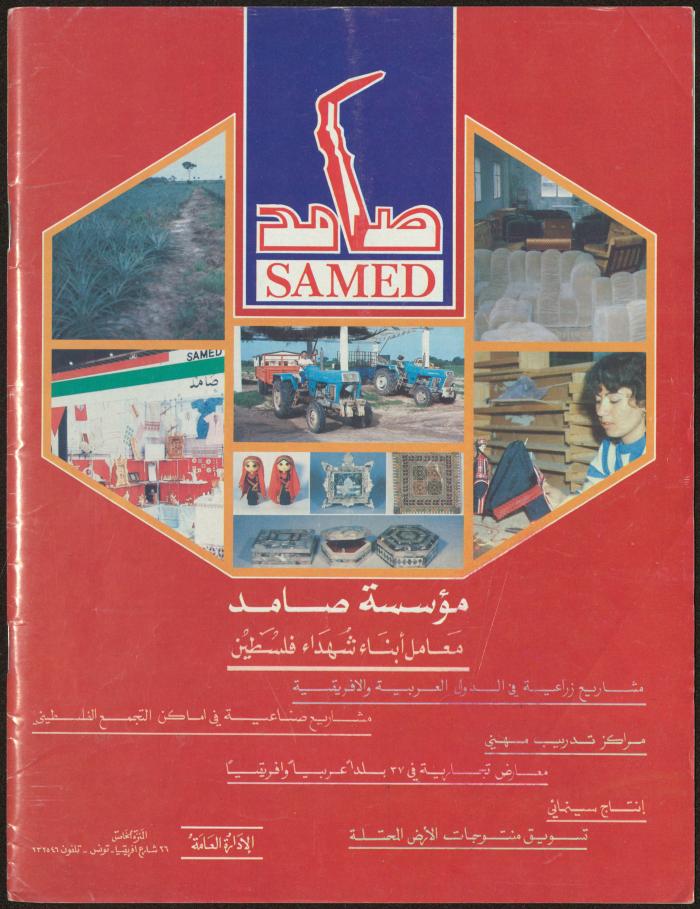 صامد
SAMED
SAMED
صامد
مؤسسة صامد
معامل أبناء شهداء فلسطين
مشاريع زراعية في الدول العربية والافريقية
مشاريع صناعية في اماكن التجمع الفلسطيني
مراكز تدريب مهني
معارض تجارية في ٣٧ بلداً عربياً وافريقياً
إنتاج سينمائي
تسويق منتوجات الأرض المحتلة
الإدارة العامة
المنزه الخامس
٢٦ شارع افريقيا - تونس - تلفون ٢٣٢٥٤٦